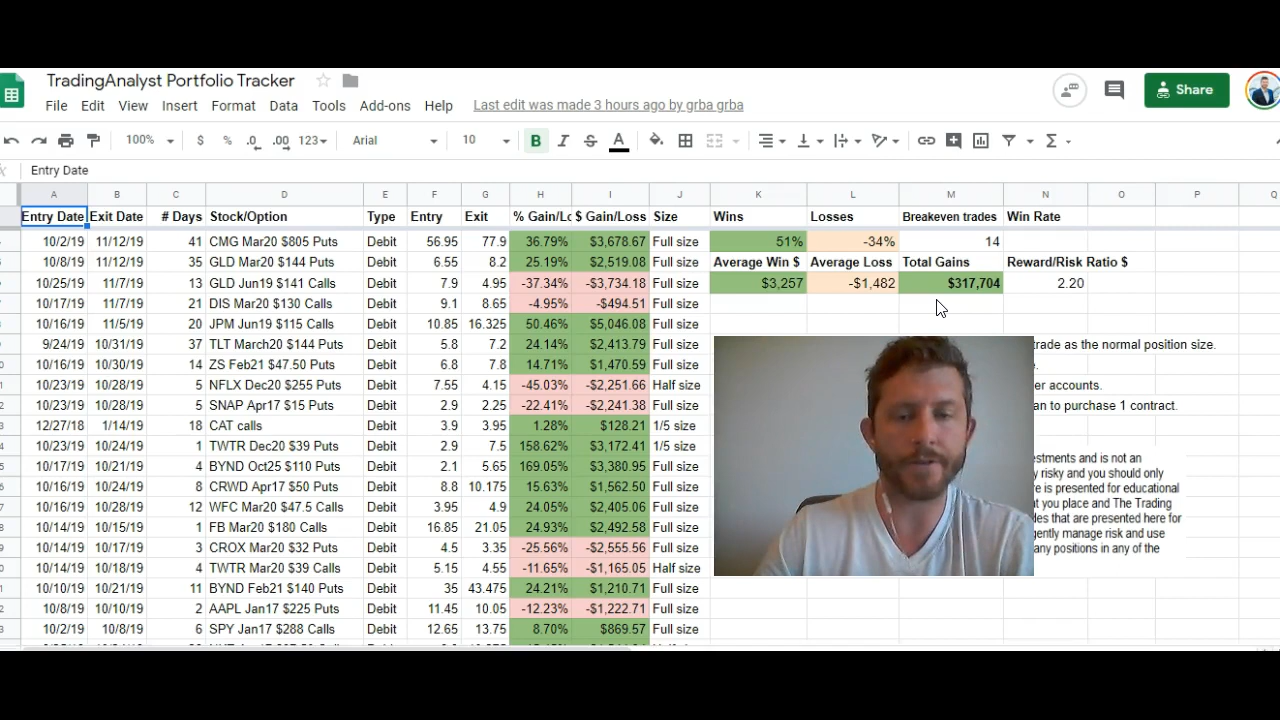 TradingAnalyst Portfolio Tracker
File Edit View Insert Format Data Tools Add-ons Help Last edit was made 3 hours ago by grba grba
Share
100% $ % .0 .00 123 Arial 10 B I S A
Entry Date
A B C D E F G H I J K L M N O P Q
Entry Date Exit Date # Days Stock/Option Type Entry Exit % Gain/Lo $ Gain/Loss Size Wins Losses Breakeven trades Win Rate
10/2/19 11/12/19 41 CMG Mar20 $805 Puts Debit 56.95 77.9 36.79% $3,678.67 Full size 51% -34% 14
10/8/19 11/12/19 35 GLD Mar20 $144 Puts Debit 6.55 8.2 25.19% $2,519.08 Full size Average Win $ Average Loss Total Gains Reward/Risk Ratio $
10/25/19 11/7/19 13 GLD Jun19 $141 Calls Debit 7.9 4.95 -37.34% -$3,734.18 Full size $3,257 -$1,482 $317,704 2.20
10/17/19 11/7/19 21 DIS Mar20 $130 Calls Debit 9.1 8.65 -4.95% -$494.51 Full size
10/16/19 11/5/19 20 JPM Jun19 $115 Calls Debit 10.85 16.325 50.46% $5,046.08 Full size
9/24/19 10/31/19 37 TLT March20 $144 Puts Debit 5.8 7.2 24.14% $2,413.79 Full size trade as the normal position size.
10/16/19 10/30/19 14 ZS Feb21 $47.50 Puts Debit 6.8 7.8 14.71% $1,470.59 Full size
10/23/19 10/28/19 5 NFLX Dec20 $255 Puts Debit 7.55 4.15 -45.03% -$2,251.66 Half size er accounts.
10/23/19 10/28/19 5 SNAP Apr17 $15 Puts Debit 2.9 2.25 -22.41% -$2,241.38 Full size an to purchase 1 contract.
12/27/18 1/14/19 18 CAT calls Debit 3.9 3.95 1.28% $128.21 1/5 size
10/23/19 10/24/19 1 TWTR Dec20 $39 Puts Debit 2.9 7.5 158.62% $3,172.41 1/5 size
10/17/19 10/21/19 4 BYND Oct25 $110 Puts Debit 2.1 5.65 169.05% $3,380.95 Full size
10/16/19 10/24/19 8 CRWD Apr17 $50 Puts Debit 8.8 10.175 15.63% $1,562.50 Full size
10/16/19 10/28/19 12 WFC Mar20 $47.5 Calls Debit 3.95 4.9 24.05% $2,405.06 Full size
10/14/19 10/15/19 1 FB Mar20 $180 Calls Debit 16.85 21.05 24.93% $2,492.58 Full size
10/14/19 10/17/19 3 CROX Mar20 $32 Puts Debit 4.5 3.35 -25.56% -$2,555.56 Full size
10/14/19 10/18/19 4 TWTR Mar20 $39 Calls Debit 5.15 4.55 -11.65% -$1,165.05 Half size
10/10/19 10/21/19 11 BYND Feb21 $140 Puts Debit 35 43.475 24.21% $1,210.71 Full size
10/8/19 10/10/19 2 AAPL Jan17 $225 Puts Debit 11.45 10.05 -12.23% -$1,222.71 Full size
10/2/19 10/8/19 6 SPY Jan17 $288 Calls Debit 12.65 13.75 8.70% $869.57 Full size
estments and is not an
y risky and you should only
re is presented for educational
t you place and The Trading
des that are presented here for
gently manage risk and use
any positions in any of the